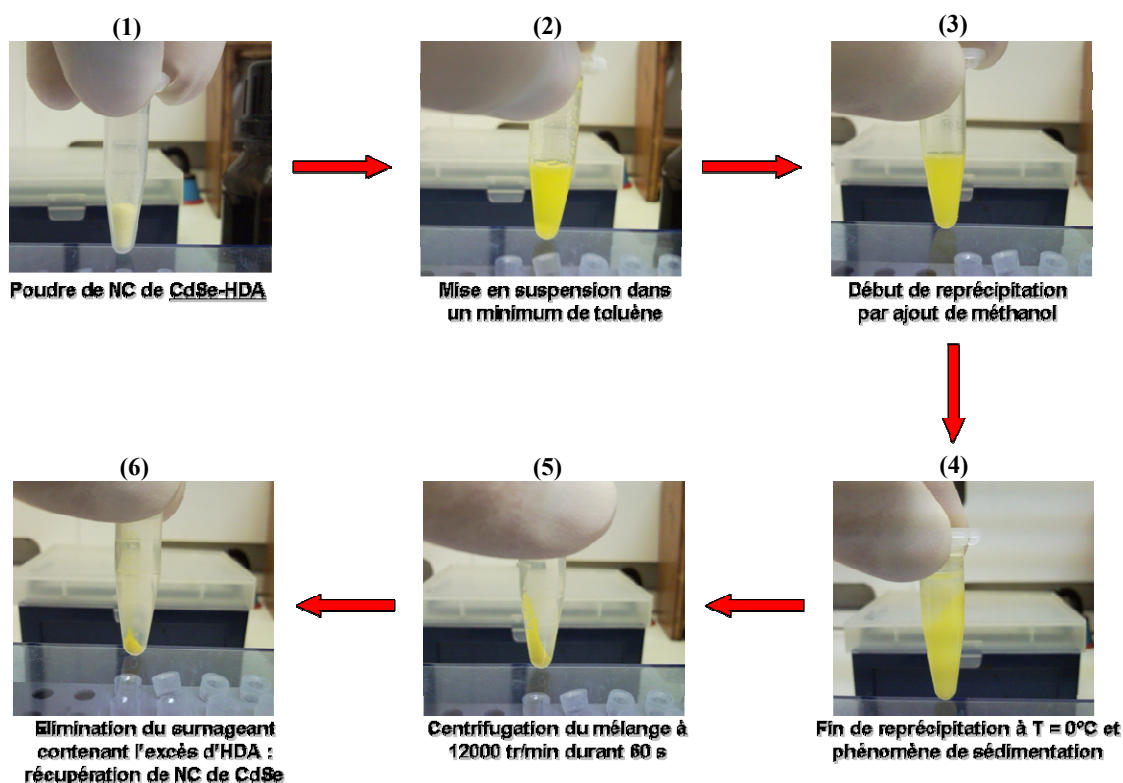 (1)
(2)
(3)
Poudre de NC de CdSe-HDA
Mise en suspension dans
un minimum de toluène
Début de reprécipitation
par ajout de méthanol
(6)
(5)
(4)
Elimination du surnageant
contenant l'excés d'HDA :
récupération de NC de CdSe
Centrifugation du mélange à
12000 tr/min durant 60 s
Fin de reprécipitation à T = 0°C et
phénomène de sédimentation